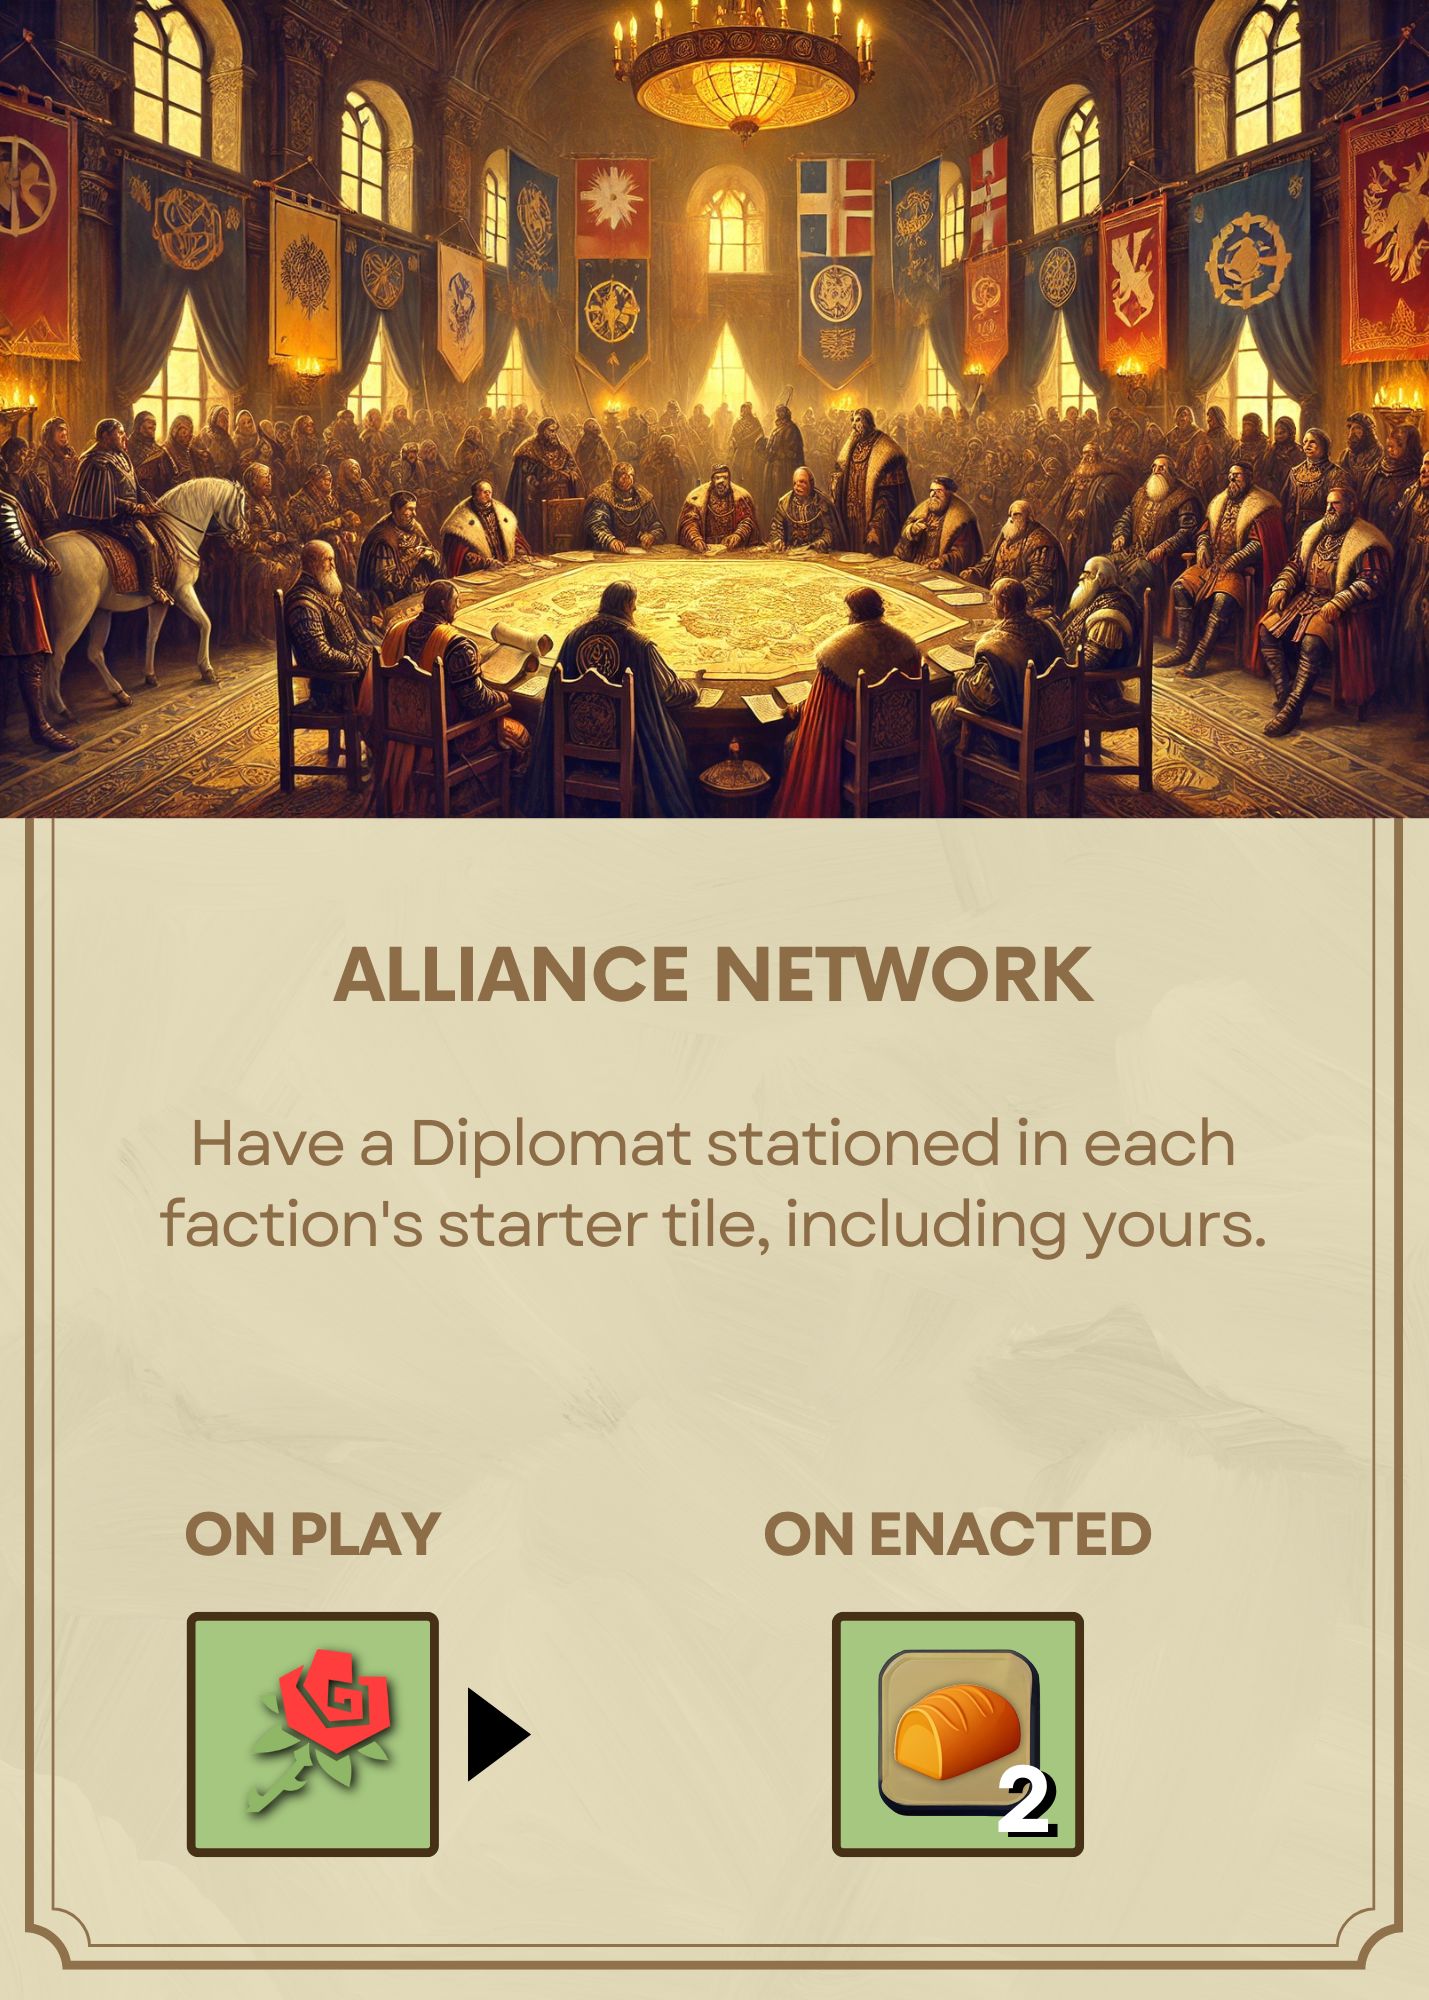 ALLIANCE NETWORK
Have a Diplomat stationed in each
faction's starter tile, including yours.
ON PLAY
ON ENACTED
2